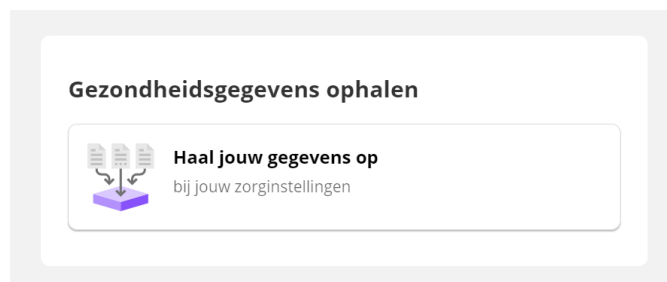 Gezondheidsgegevens ophalen
Haal jouw gegevens op
bij jouw zorginstellingen